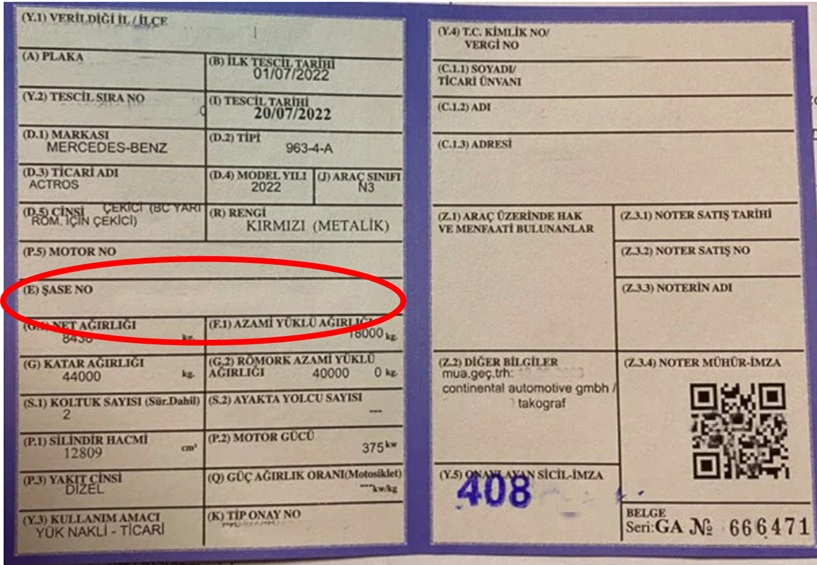 (Y.1) VERİLDİĞİ İL / İLÇE
(A) PLAKA
(B) İLK TESCİL TARİHİ
01/07/2022
(Y.2) TESCİL SIRA NO
(I) TESCİL TARİHİ
20/07/2022
(D.1) MARKASI
MERCEDES-BENZ
(D.2) TİPİ
963-4-A
(D.3) TİCARİ ADI
ACTROS
(D.4) MODEL YILI
2022
(J) ARAÇ SINIFI
N3
(D.5) CİNSİ ÇEKİCİ (BC YARI
RÖM. İÇİN ÇEKİCİ)
(R) RENGİ
KIRMIZI (METALİK)
(P.5) MOTOR NO
(E) ŞASE NO
(G.1) NET AĞIRLIĞI
8438 kg.
(F.1) AZAMİ YÜKLÜ AĞIRLIĞI
18000 kg.
(G) KATAR AĞIRLIĞI
44000 kg.
(G.2) RÖMORK AZAMİ YÜKLÜ
AĞIRLIĞI 40000 0 kg.
(S.1) KOLTUK SAYISI (Sür.Dahil)
2
(S.2) AYAKTA YOLCU SAYISI
---
(P.1) SİLİNDİR HACMİ
12809 cm³
(P.2) MOTOR GÜCÜ
375 kw
(P.3) YAKIT CİNSİ
DİZEL
(Q) GÜÇ AĞIRLIK ORANI(Motosiklet)
---kw/kg
(Y.3) KULLANIM AMACI
YÜK NAKLİ - TİCARİ
(K) TİP ONAY NO
(Y.4) T.C. KİMLİK NO/
VERGİ NO
(C.1.1) SOYADI/
TİCARİ ÜNVANI
(C.1.2) ADI
(C.1.3) ADRESİ
(Z.1) ARAÇ ÜZERİNDE HAK
VE MENFAATİ BULUNANLAR
(Z.3.1) NOTER SATIŞ TARİHİ
(Z.3.2) NOTER SATIŞ NO
(Z.3.3) NOTERİN ADI
(Z.2) DİĞER BİLGİLER
mua.geç.trh:
continental automotive gmbh /
takograf
(Z.3.4) NOTER MÜHÜR-İMZA
(Y.5) ONAYLAYAN SİCİL-İMZA
408
BELGE
Seri: GA № 666471